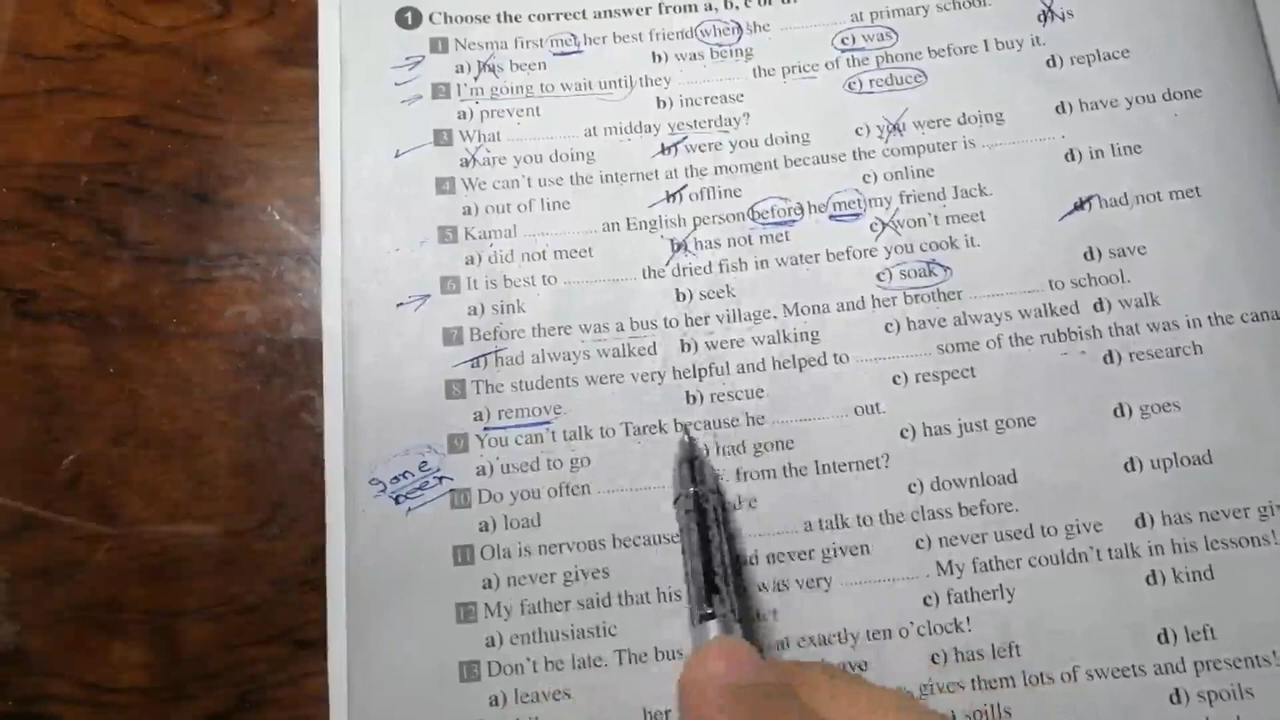 1 Choose the correct answer from a, b, c or d:
1 Nesma first met her best friend when she ............... at primary school.
a) has been b) was being c) was d) is
2 I'm going to wait until they ............... the price of the phone before I buy it.
a) prevent b) increase c) reduce d) replace
3 What ............... at midday yesterday?
a) are you doing b) were you doing c) you were doing d) have you done
4 We can't use the internet at the moment because the computer is ............... .
a) out of line b) offline c) online d) in line
5 Kamal ............... an English person before he met my friend Jack.
a) did not meet b) has not met c) won't meet d) had not met
6 It is best to ............... the dried fish in water before you cook it.
a) sink b) seek c) soak d) save
7 Before there was a bus to her village, Mona and her brother ............... to school.
a) had always walked b) were walking c) have always walked d) walk
8 The students were very helpful and helped to ............... some of the rubbish that was in the cana
a) remove b) rescue c) respect d) research
9 You can't talk to Tarek because he ............... out.
gone
been
a) used to go ) had gone c) has just gone d) goes
10 Do you often ............... from the Internet?
a) load c) download d) upload
11 Ola is nervous because ............... a talk to the class before.
a) never gives never given c) never used to give d) has never gi
12 My father said that his was very ............... . My father couldn't talk in his lessons!
a) enthusiastic c) fatherly d) kind
13 Don't be late. The bus at exactly ten o'clock!
a) leaves c) has left d) left
her gives them lots of sweets and presents!
d) spoils